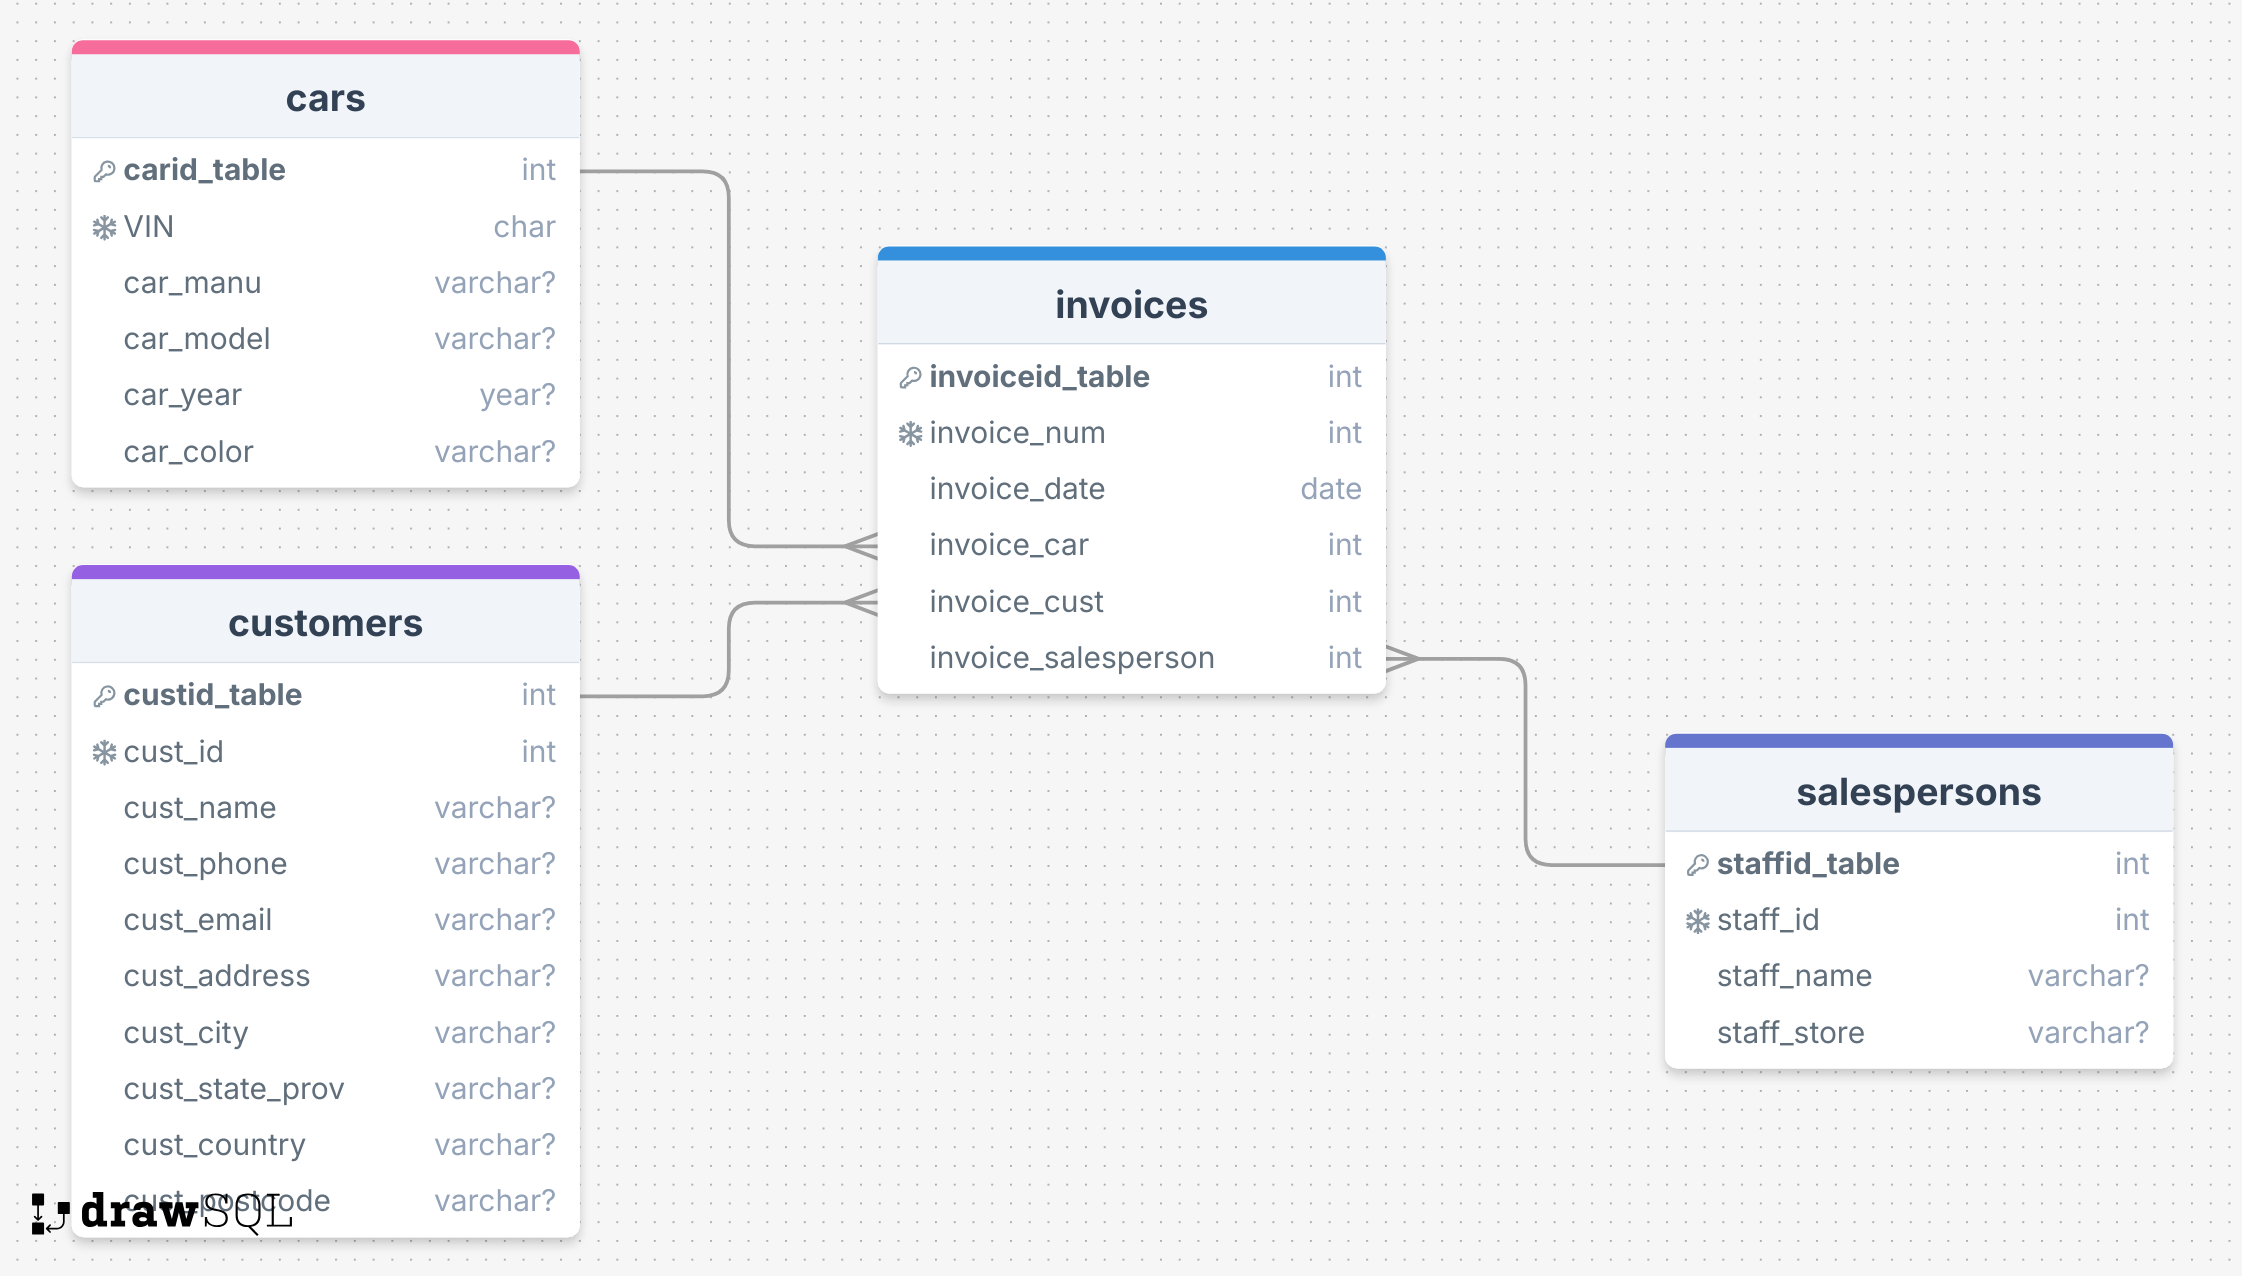 cars
carid_table int
VIN char
car_manu varchar?
car_model varchar?
car_year year?
car_color varchar?
customers
custid_table int
cust_id int
cust_name varchar?
cust_phone varchar?
cust_email varchar?
cust_address varchar?
cust_city varchar?
cust_state_prov varchar?
cust_country varchar?
cust_postcode varchar?
drawSQL
invoices
invoiceid_table int
invoice_num int
invoice_date date
invoice_car int
invoice_cust int
invoice_salesperson int
salespersons
staffid_table int
staff_id int
staff_name varchar?
staff_store varchar?